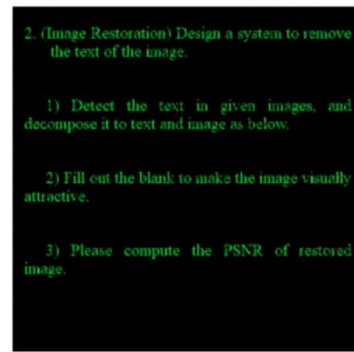 2. (Image Restoration) Design a system to remove
the text of the image.
1) Detect the text in given images, and
decompose it to text and image as below.
2) Fill out the blank to make the image visually
attractive.
3) Please compute the PSNR of restored
image.